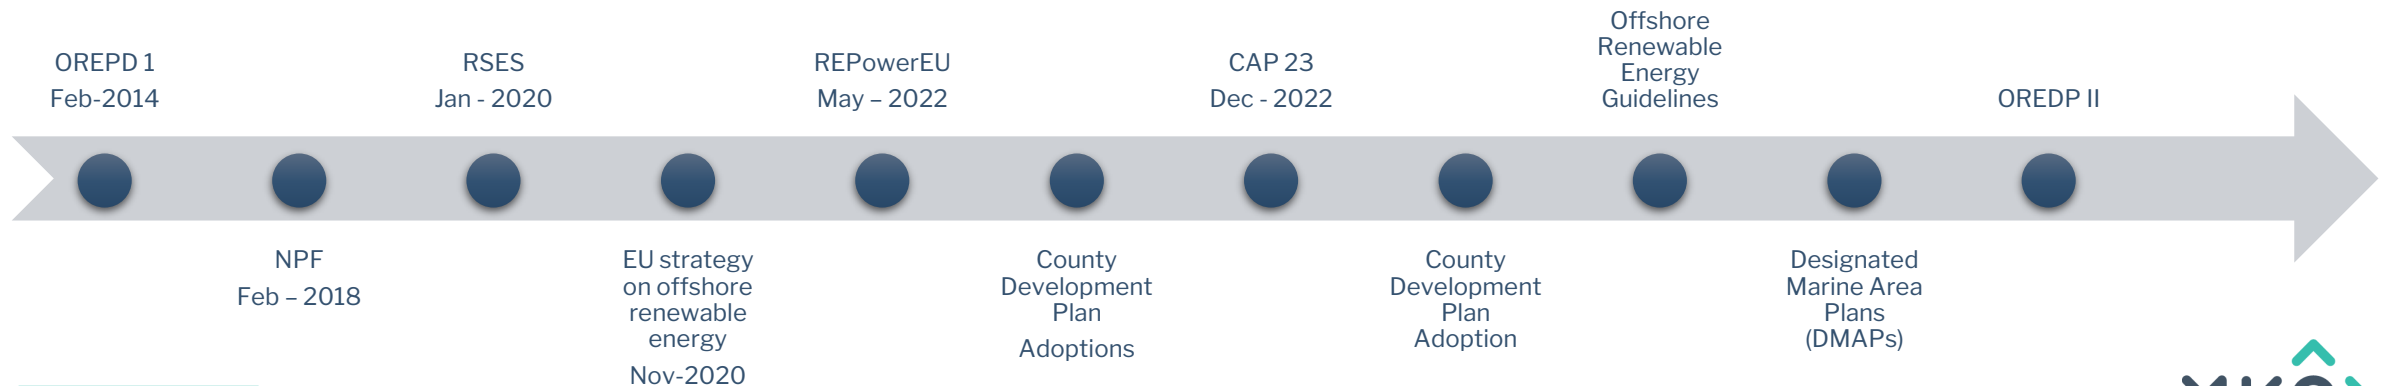 OREPD 1
Feb-2014
NPF
Feb – 2018
RSES
Jan - 2020
EU strategy
on offshore
renewable
energy
Nov-2020
REPowerEU
May – 2022
County
Development
Plan
Adoptions
CAP 23
Dec - 2022
County
Development
Plan
Adoption
Offshore
Renewable
Energy
Guidelines
Designated
Marine Area
Plans
(DMAPs)
OREDP II